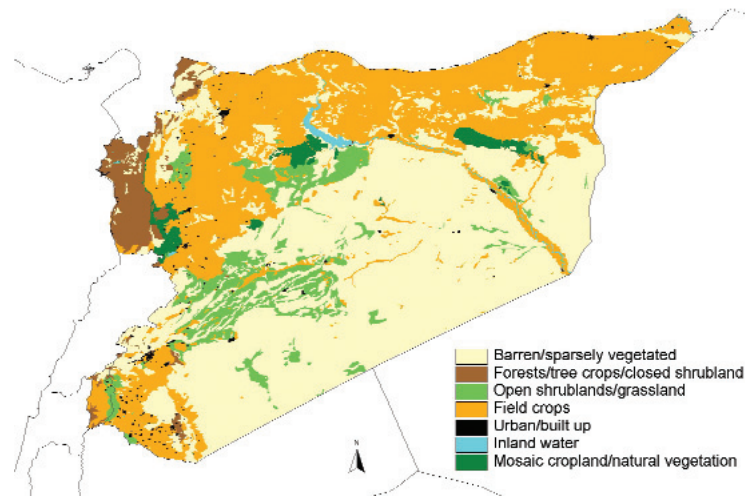 Barren/sparsely vegetated
Forests/tree crops/closed shrubland
Open shrublands/grassland
Field crops
Urban/built up
Inland water
Mosaic cropland/natural vegetation
N